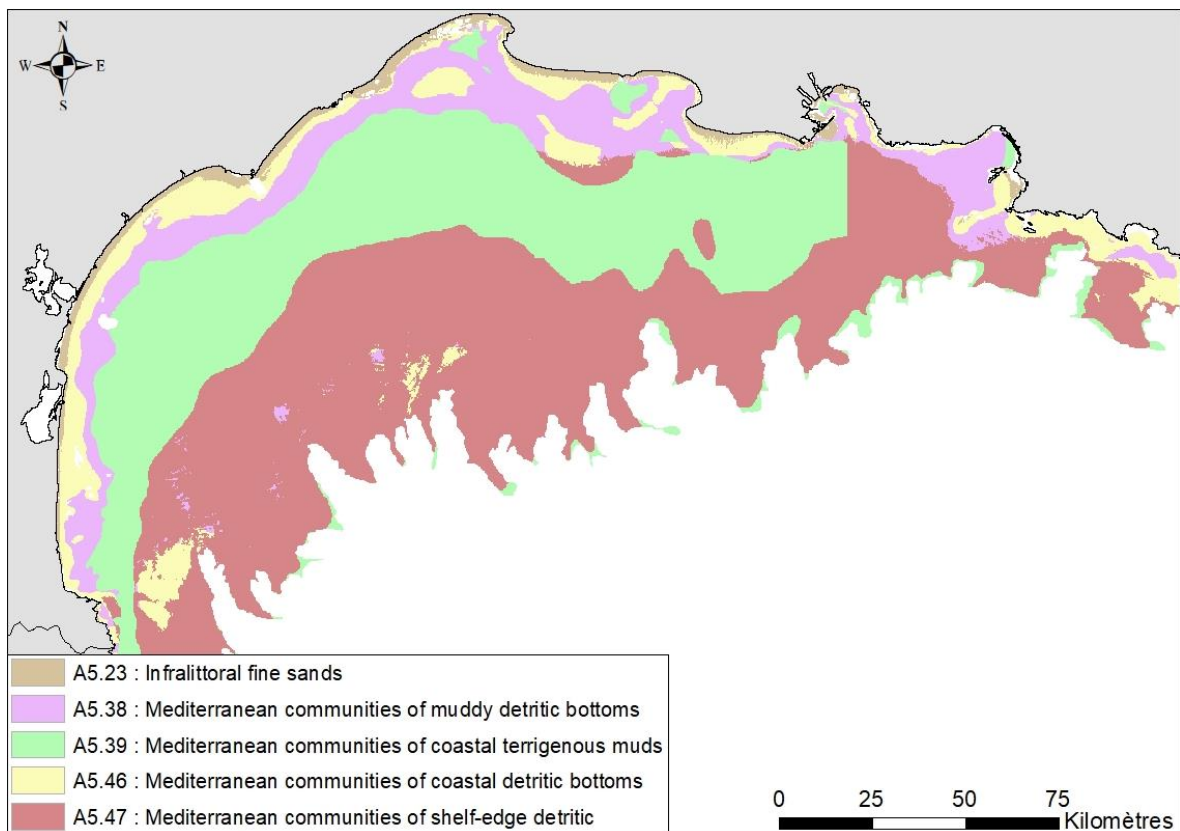 N
W E
S
A5.23 : Infralittoral fine sands
A5.38 : Mediterranean communities of muddy detritic bottoms
A5.39 : Mediterranean communities of coastal terrigenous muds
A5.46 : Mediterranean communities of coastal detritic bottoms
A5.47 : Mediterranean communities of shelf-edge detritic
0 25 50 75
Kilomètres